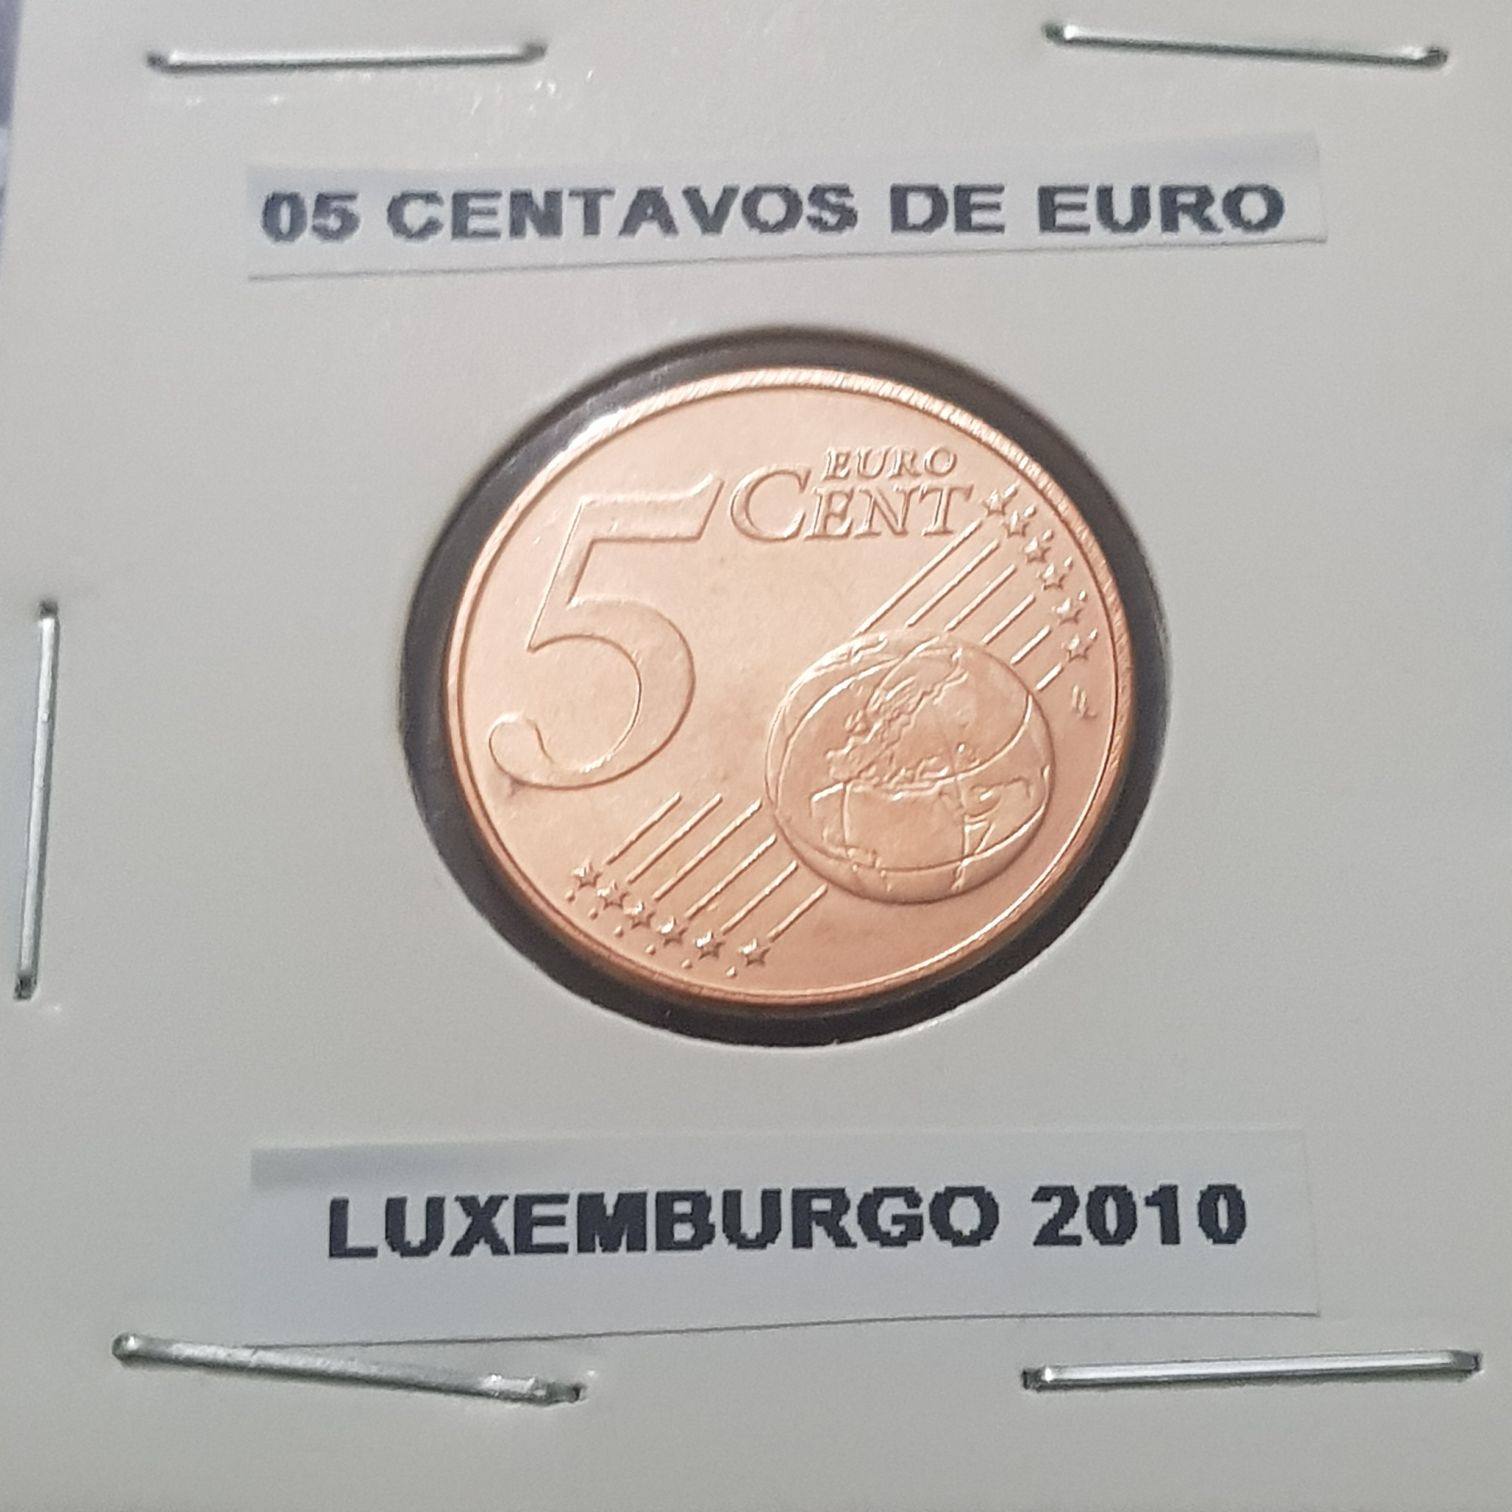 05 CENTAVOS DE EURO
5 EURO
CENT
LUXEMBURGO 2010